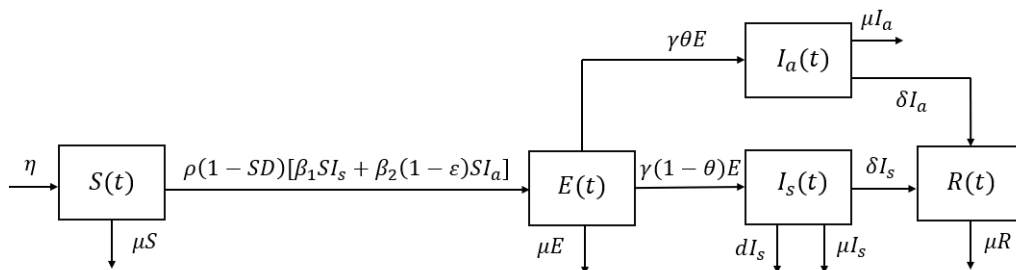 μI_a
γθE
I_a(t)
δI_a
η
S(t)
ρ(1 − SD)[β_1SI_s + β_2(1 − ε)SI_a]
E(t)
γ(1 − θ)E
I_s(t)
δI_s
R(t)
μS
μE
dI_s
μI_s
μR